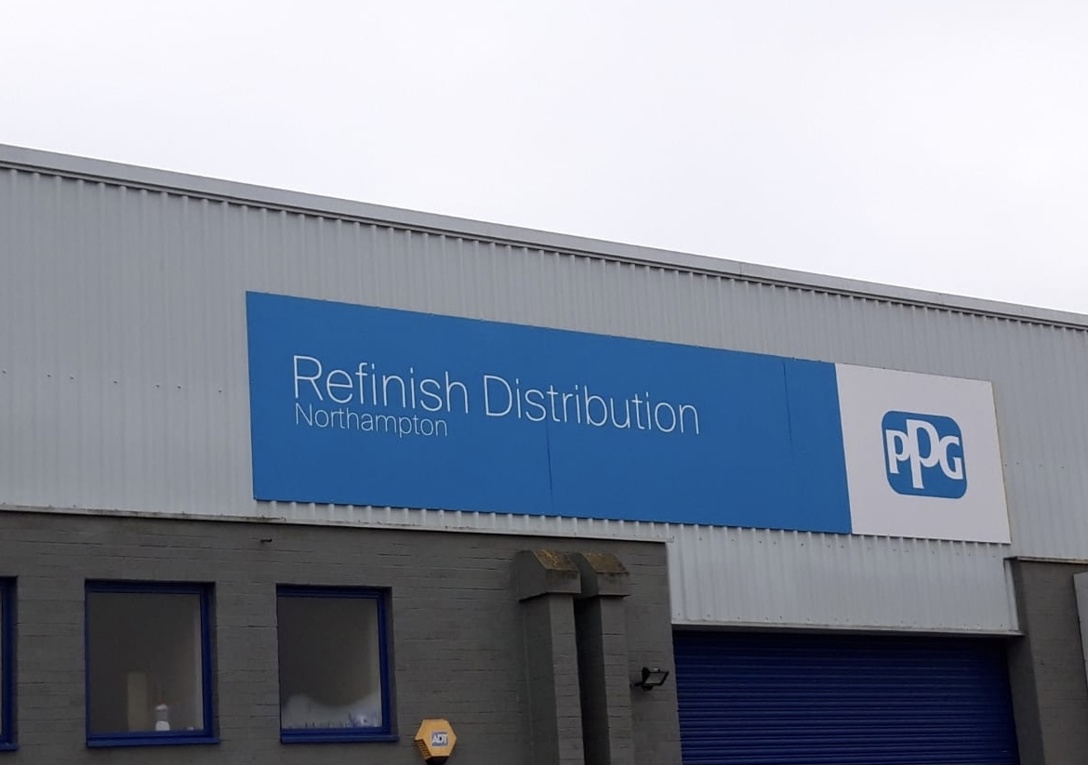 Refinish Distribution
Northampton
PPG
ADT